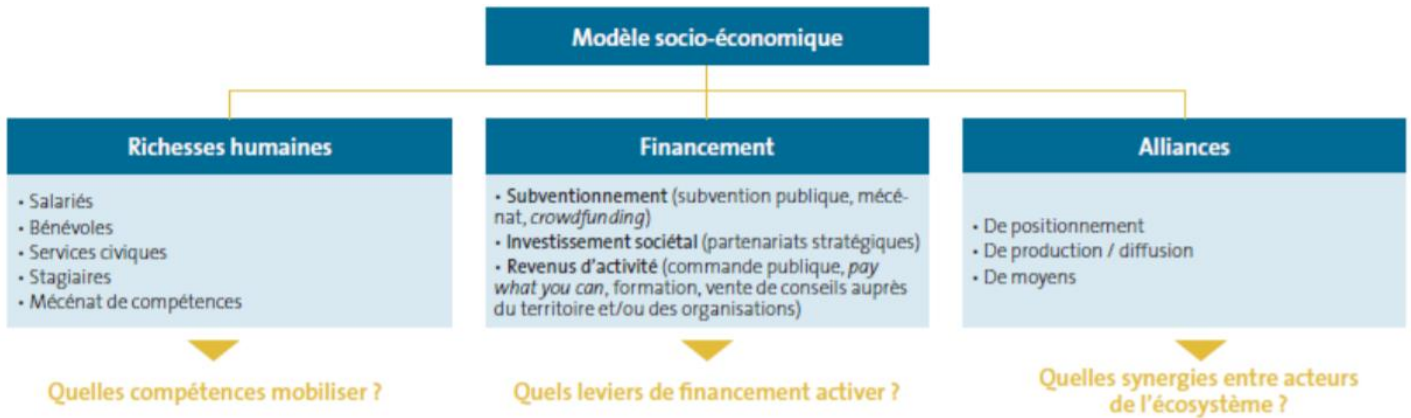 Modèle socio-économique
Richesses humaines
• Salariés
• Bénévoles
• Services civiques
• Stagiaires
• Mécénat de compétences
Quelles compétences mobiliser ?
Financement
• Subventionnement (subvention publique, mécé-
nat, crowdfunding)
• Investissement sociétal (partenariats stratégiques)
• Revenus d'activité (commande publique, pay
what you can, formation, vente de conseils auprès
du territoire et/ou des organisations)
Quels leviers de financement activer ?
Alliances
• De positionnement
• De production / diffusion
• De moyens
Quelles synergies entre acteurs
de l'écosystème ?